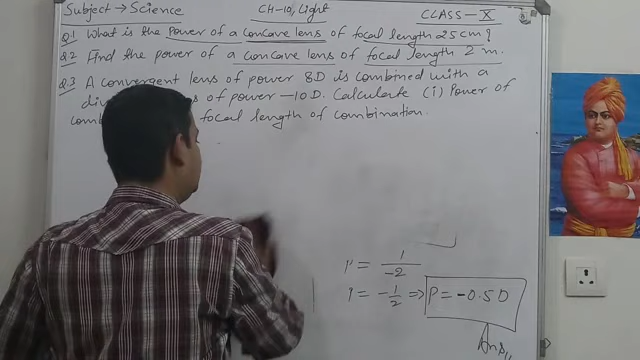 Subject → Science CH-10, Light CLASS-X
Q.1 What is the power of a concave lens of focal length 25cm?
Q.2 Find the power of a concave lens of focal length 2 m.
Q.3 A convergent lens of power 8D is combined with a
of power -10D. Calculate (i) Power of
focal length of combination.
P = 1/-2
P = -1/2 ⇒ P = -0.5D
Ans